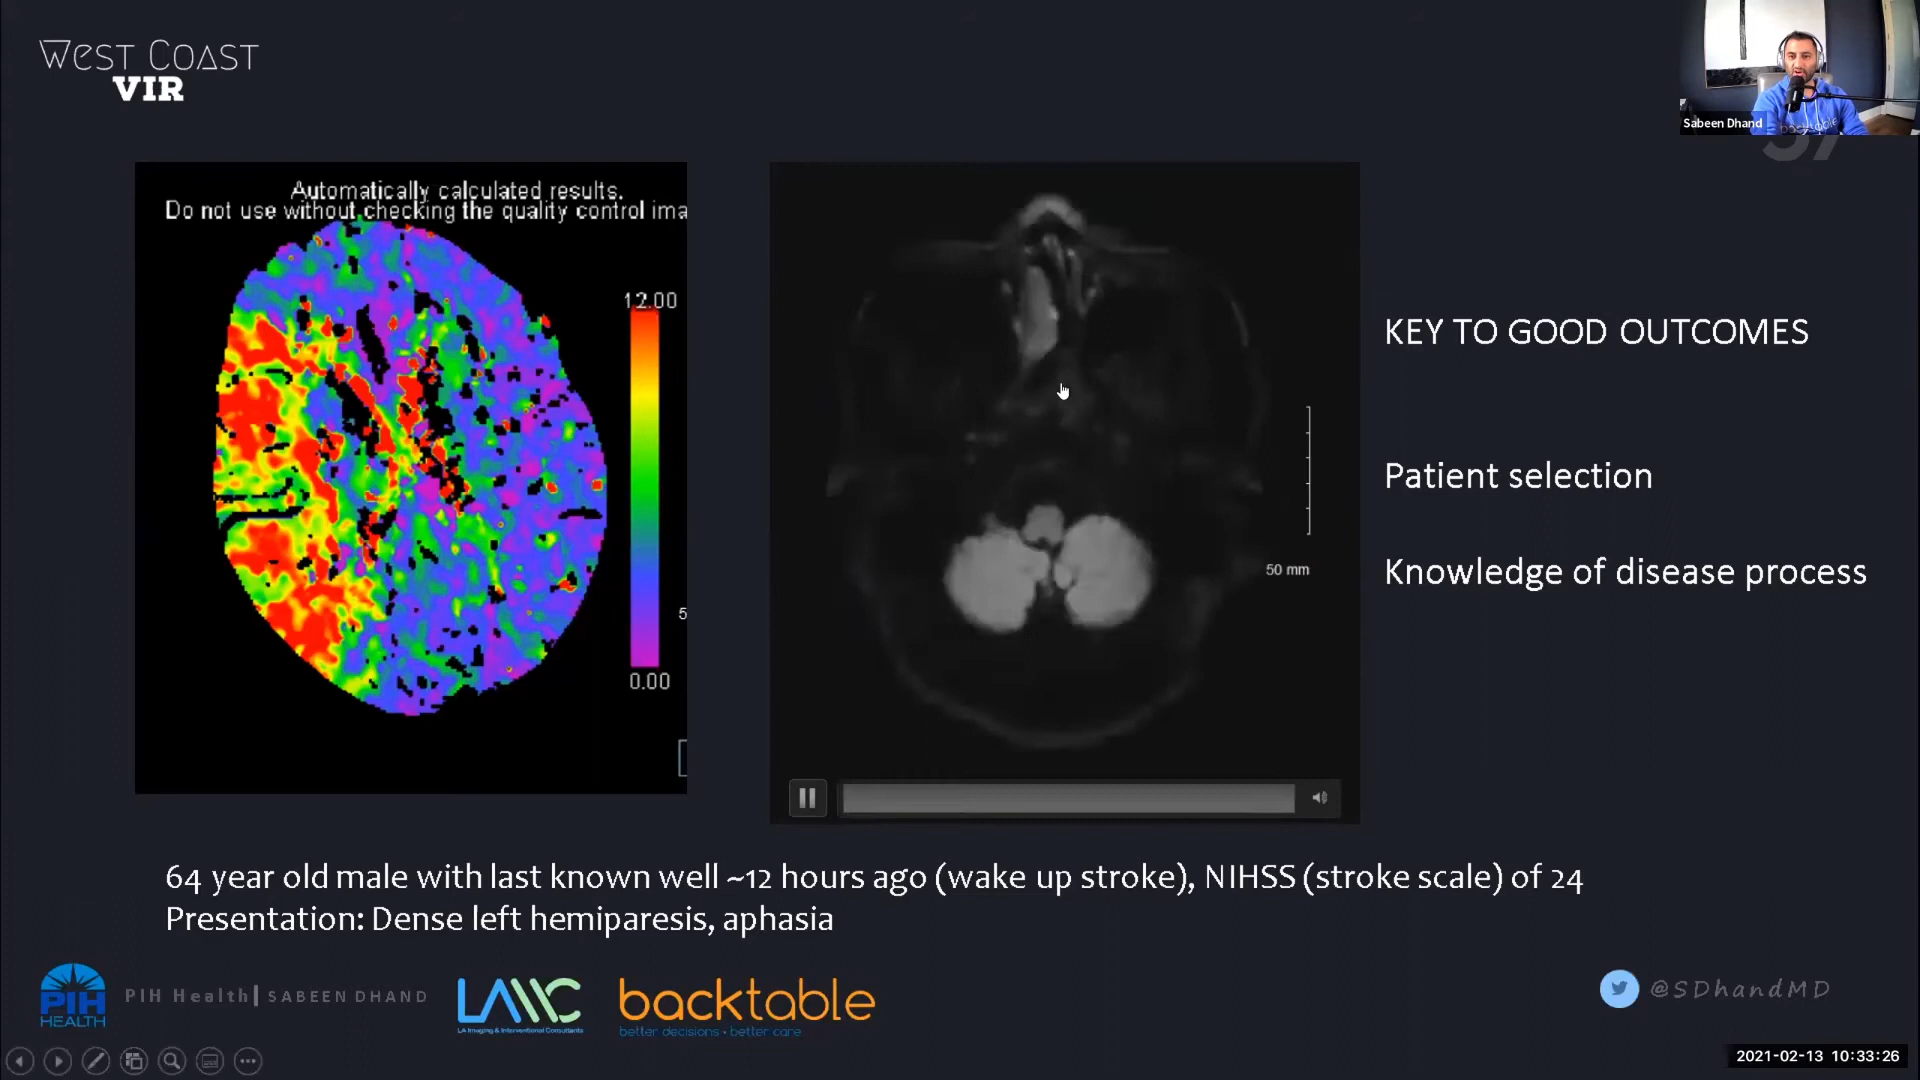 West Coast
VIR
Sabeen Dhand
backtable
37
Automatically calculated results.
Do not use without checking the quality control ima
12.00
5
0.00
50 mm
KEY TO GOOD OUTCOMES
Patient selection
Knowledge of disease process
64 year old male with last known well ~12 hours ago (wake up stroke), NIHSS (stroke scale) of 24
Presentation: Dense left hemiparesis, aphasia
PIH
HEALTH
PIH Health| SABEEN DHAND
LAIIC
LA Imaging & Interventional Consultants
backtable
better decisions • better care
@SDhandMD
2021-02-13 10:33:26